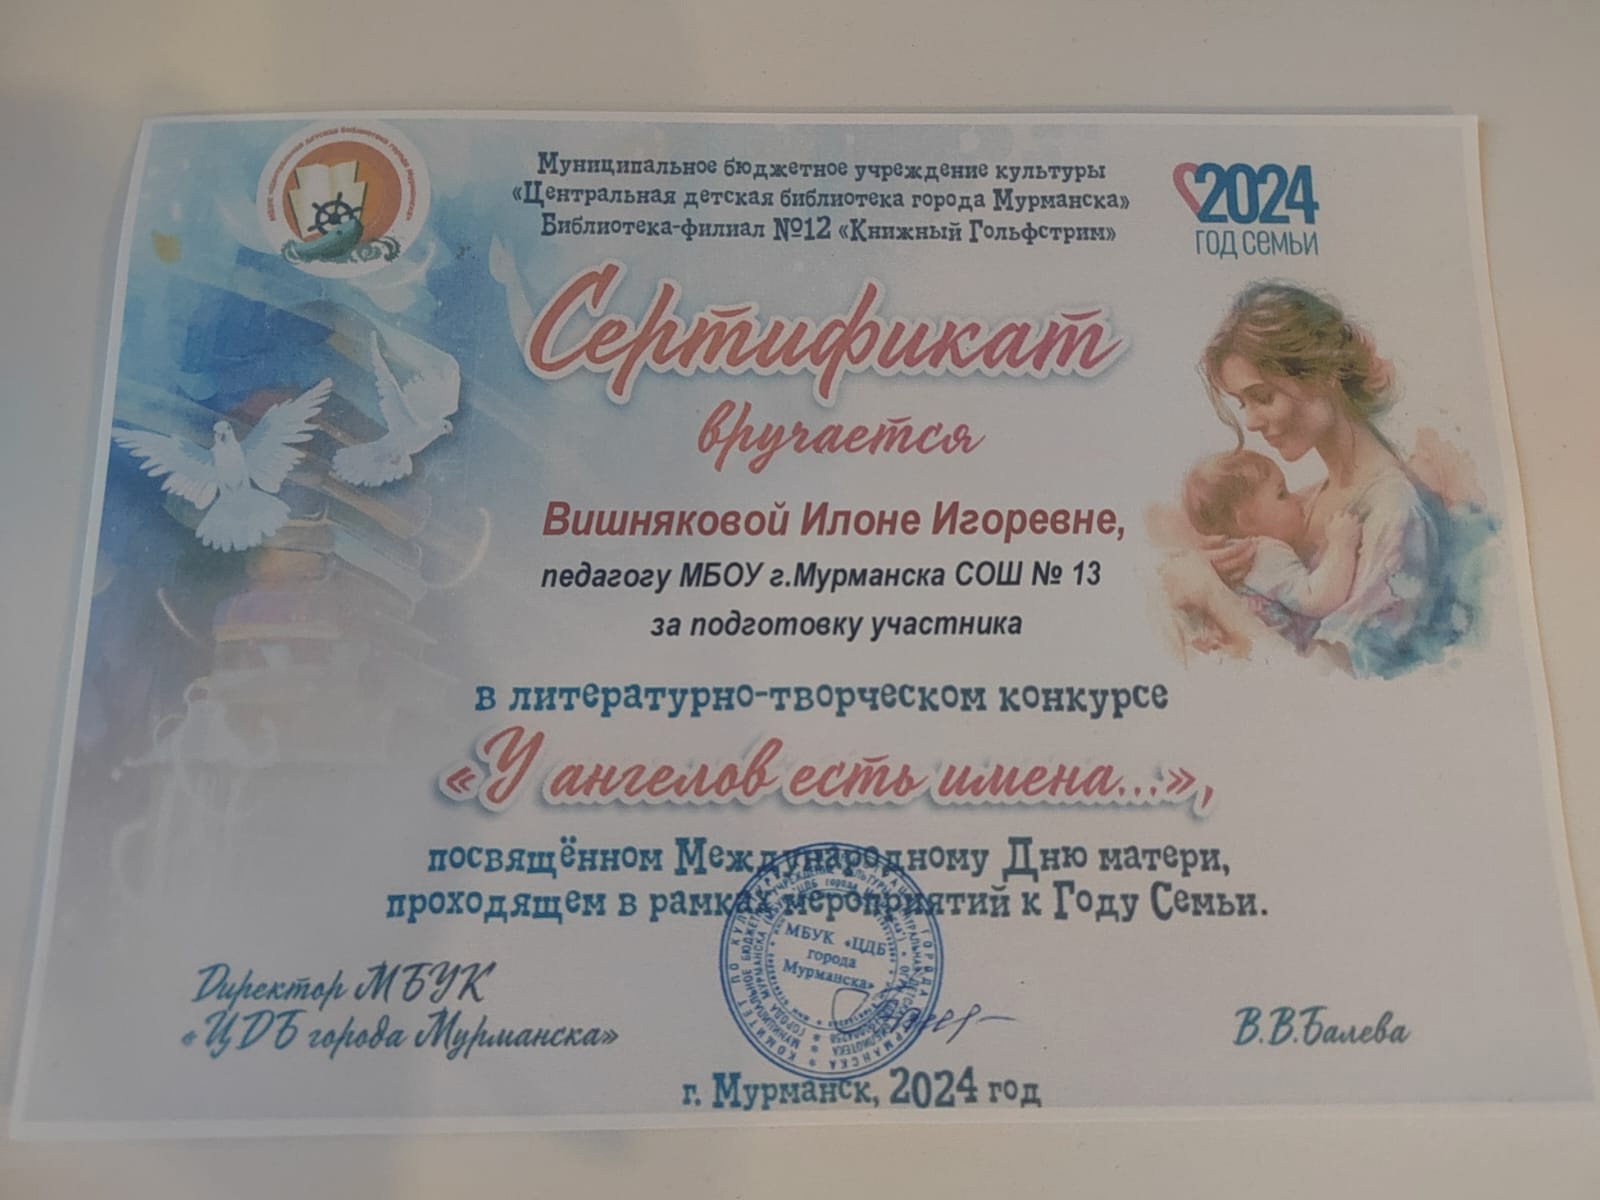 Муниципальное бюджетное учреждение культуры
«Центральная детская библиотека города Мурманска»
Библиотека-филиал №12 «Книжный Гольфстрим»
2024
ГОД СЕМЬИ
Сертификат
вручается
Вишняковой Илоне Игоревне,
педагогу МБОУ г.Мурманска СОШ № 13
за подготовку участника
в литературно-творческом конкурсе
«У ангелов есть имена...»,
посвящённом Международному Дню матери,
проходящем в рамках мероприятий к Году Семьи.
МБУК «ЦДБ
города
Мурманска»
Директор МБУК
«ЦДБ города Мурманска»
В.В.Балева
г. Мурманск, 2024 год